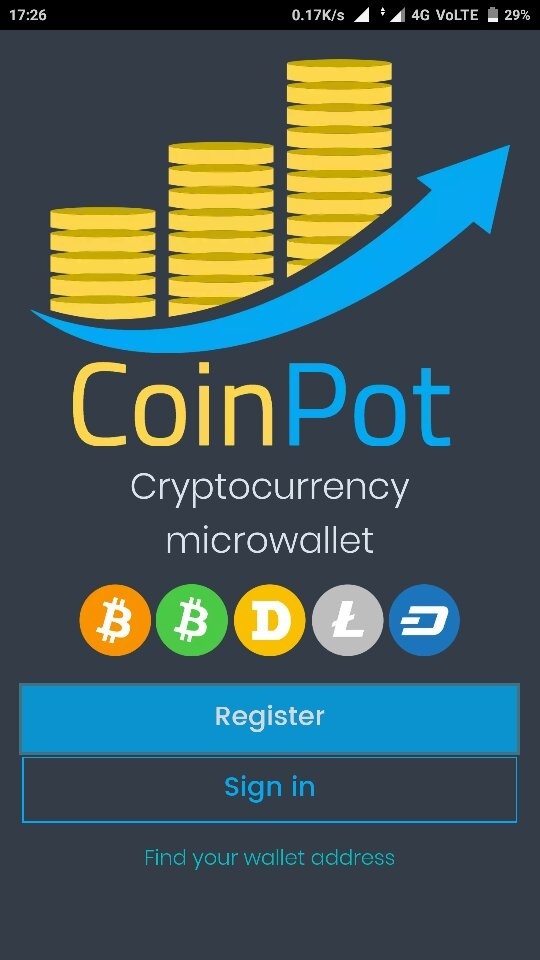 17:26 0.17K/s 4G VoLTE 29%
CoinPot
Cryptocurrency
microwallet
Register
Sign in
Find your wallet address